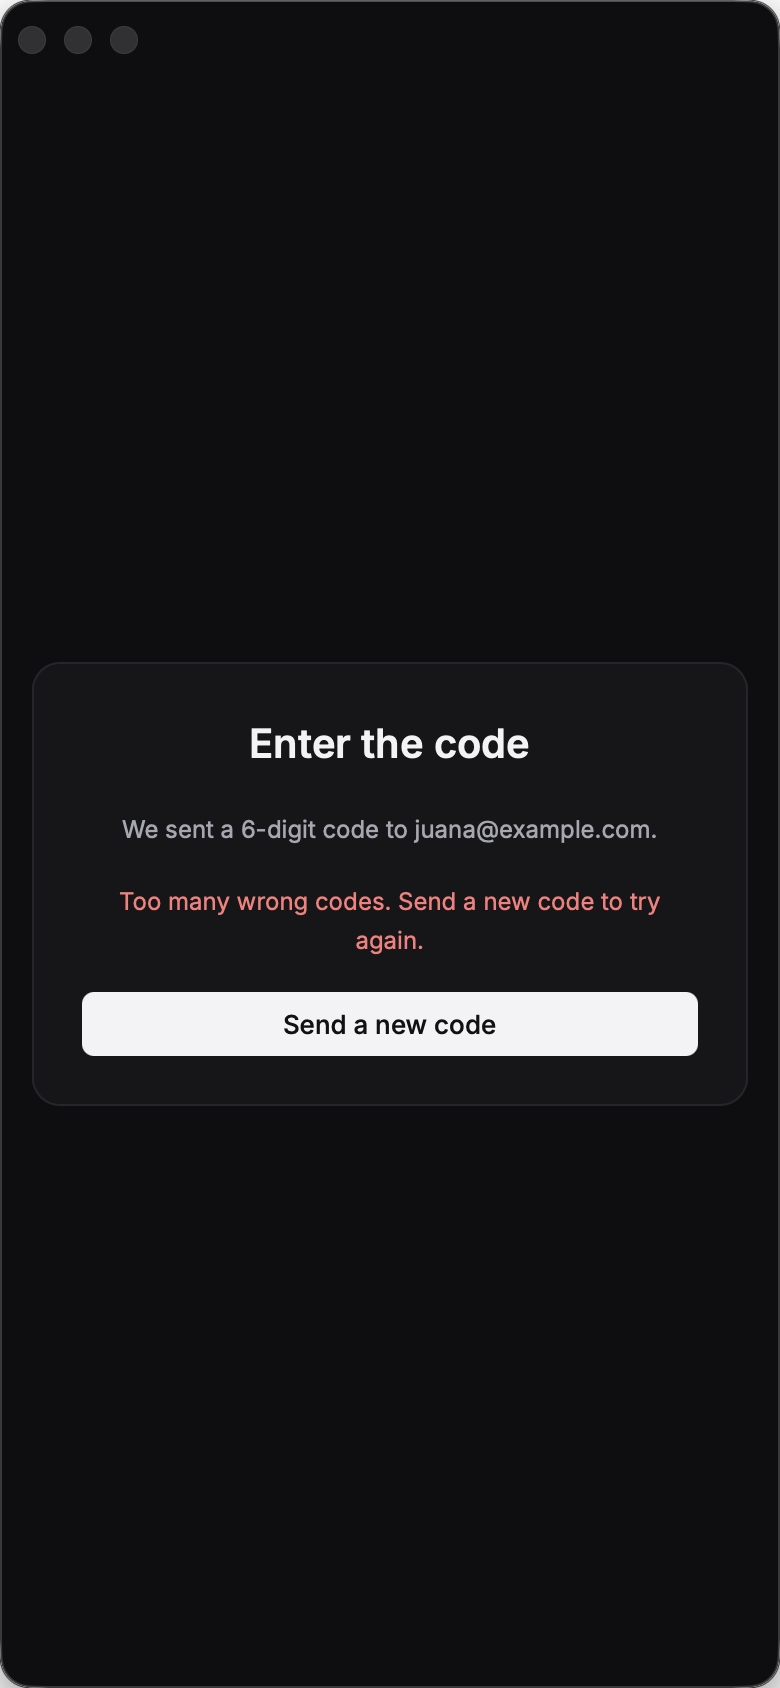 Enter the code
We sent a 6-digit code to juana@example.com.
Too many wrong codes. Send a new code to try
again.
Send a new code